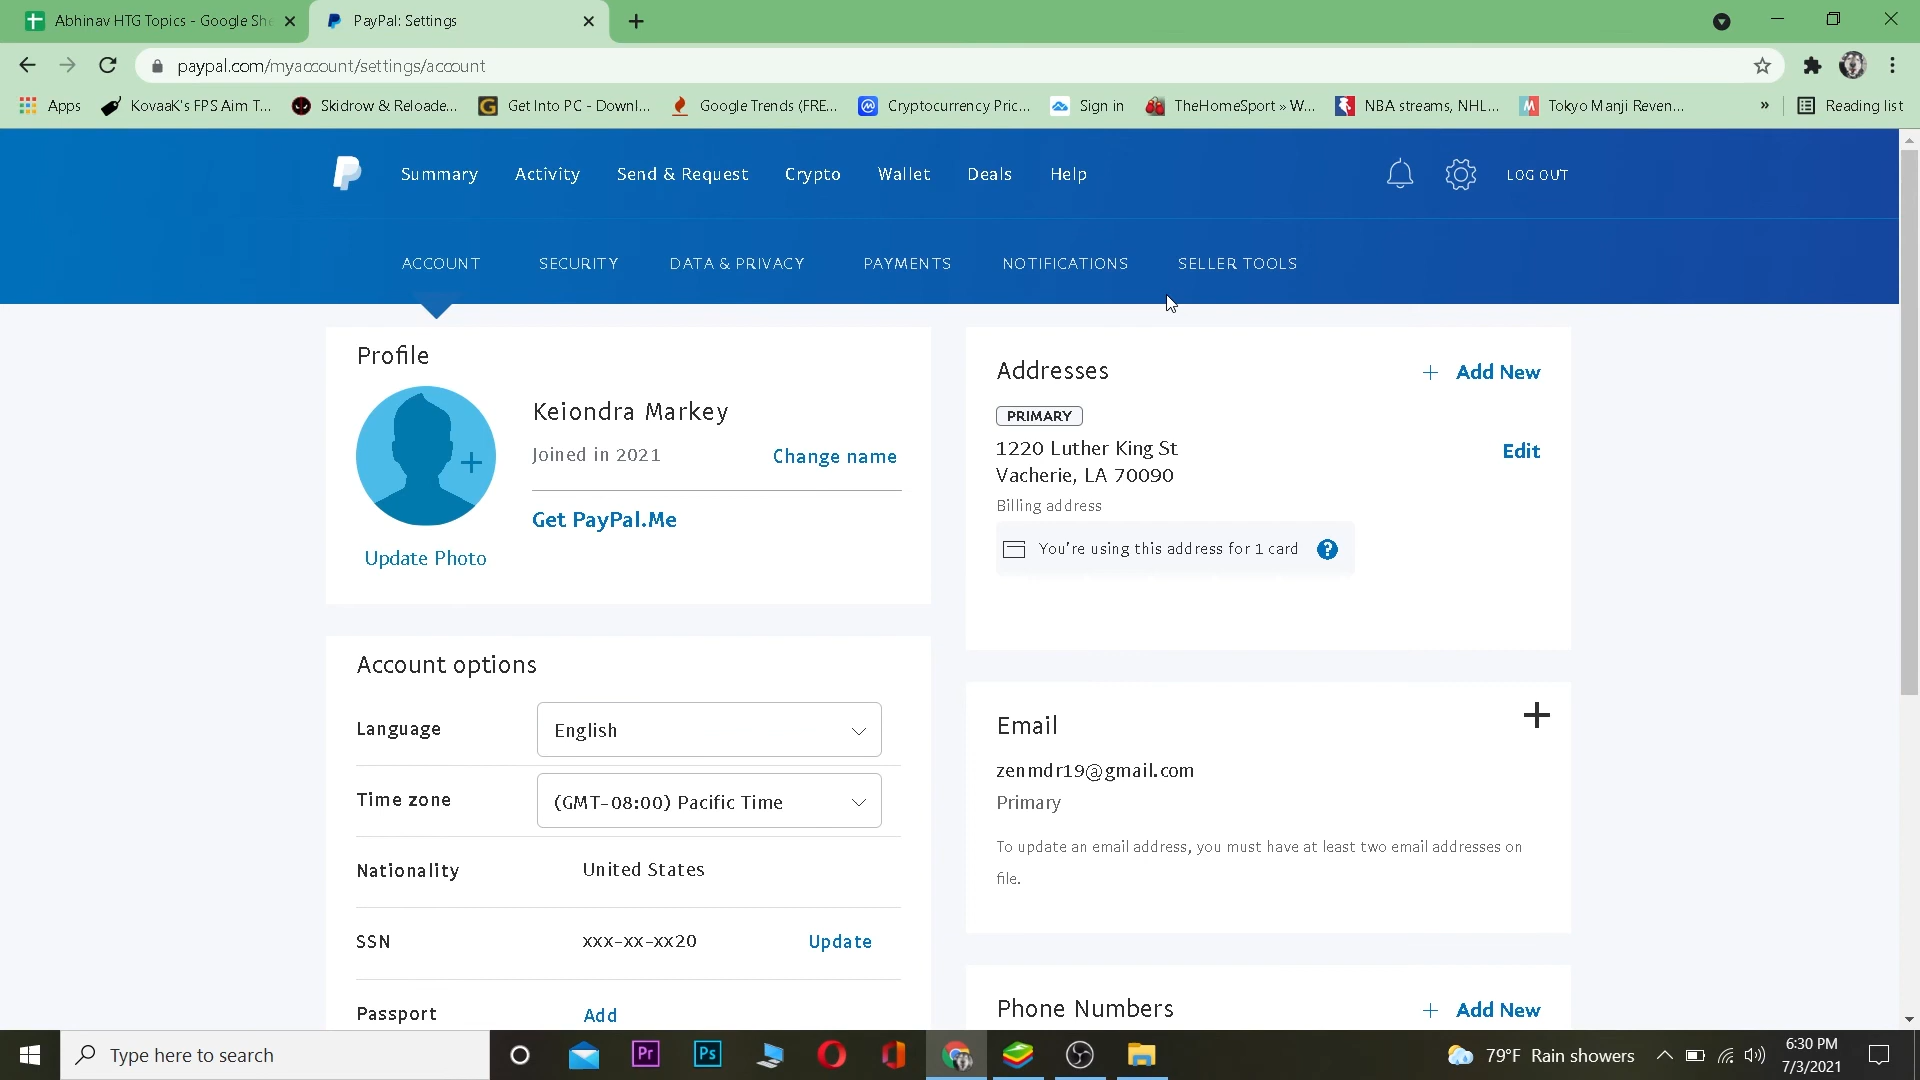 Abhinav HTG Topics - Google She
PayPal: Settings
paypal.com/myaccount/settings/account
Apps
KovaaK's FPS Aim T...
Skidrow & Reloade...
Get Into PC - Downl...
Google Trends (FRE...
Cryptocurrency Pric...
Sign in
TheHomeSport » W...
NBA streams, NHL...
Tokyo Manji Reven...
»
Reading list
Summary
Activity
Send & Request
Crypto
Wallet
Deals
Help
LOG OUT
ACCOUNT
SECURITY
DATA & PRIVACY
PAYMENTS
NOTIFICATIONS
SELLER TOOLS
Profile
Keiondra Markey
Joined in 2021
Change name
Get PayPal.Me
Update Photo
Account options
Language
English
Time zone
(GMT-08:00) Pacific Time
Nationality
United States
SSN
xxx-xx-xx20
Update
Passport
Add
Addresses
+ Add New
PRIMARY
1220 Luther King St
Vacherie, LA 70090
Edit
Billing address
You're using this address for 1 card ?
Email
+
zenmdr19@gmail.com
Primary
To update an email address, you must have at least two email addresses on
file.
Phone Numbers
+ Add New
Type here to search
Pr
Ps
79°F Rain showers
6:30 PM
7/3/2021